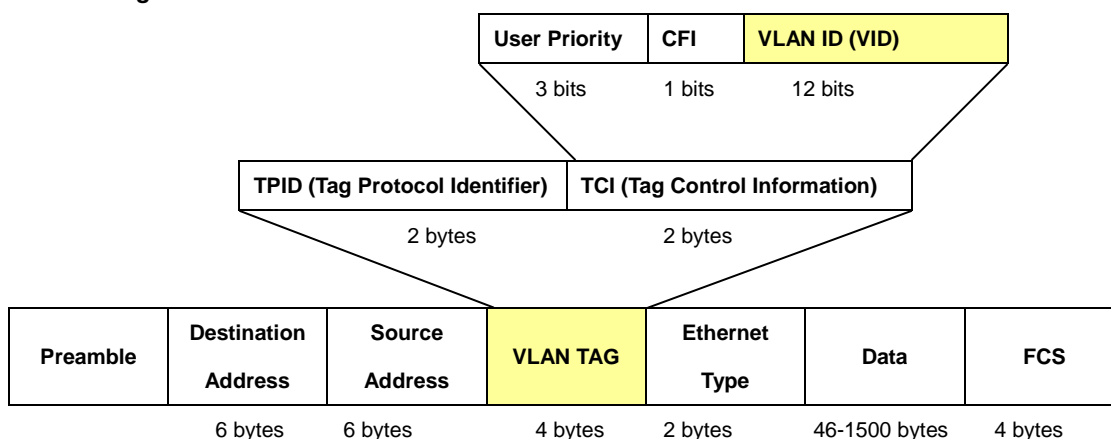 User Priority CFI VLAN ID (VID)
3 bits 1 bits 12 bits
TPID (Tag Protocol Identifier) TCI (Tag Control Information)
2 bytes 2 bytes
Preamble Destination Address Source Address VLAN TAG Ethernet Type Data FCS
6 bytes 6 bytes 4 bytes 2 bytes 46-1500 bytes 4 bytes